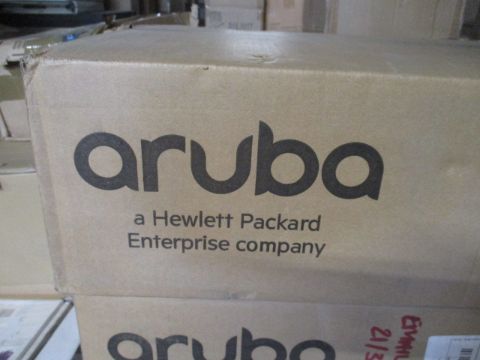 aruba
a Hewlett Packard
Enterprise company
aruba